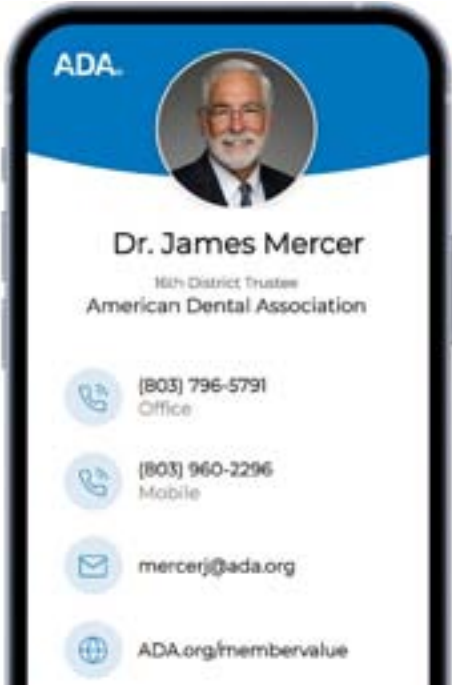 ADA.
Dr. James Mercer
16th District Trustee
American Dental Association
(803) 796-5791
Office
(803) 960-2296
Mobile
mercerj@ada.org
ADA.org/membervalue